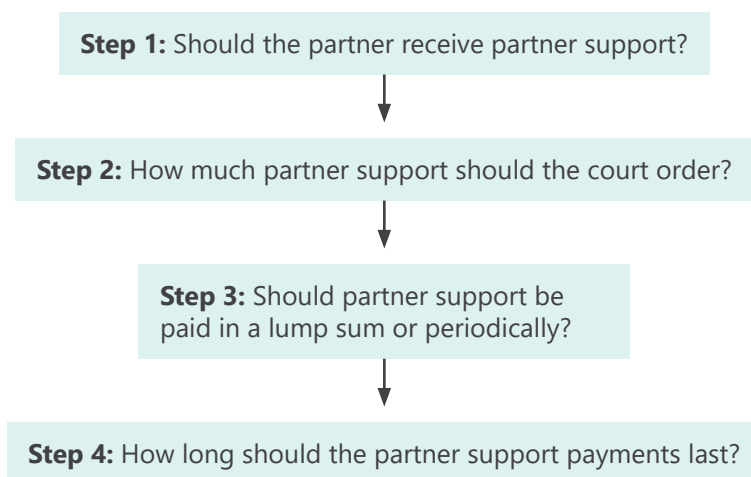 Step 1: Should the partner receive partner support?
Step 2: How much partner support should the court order?
Step 3: Should partner support be
paid in a lump sum or periodically?
Step 4: How long should the partner support payments last?